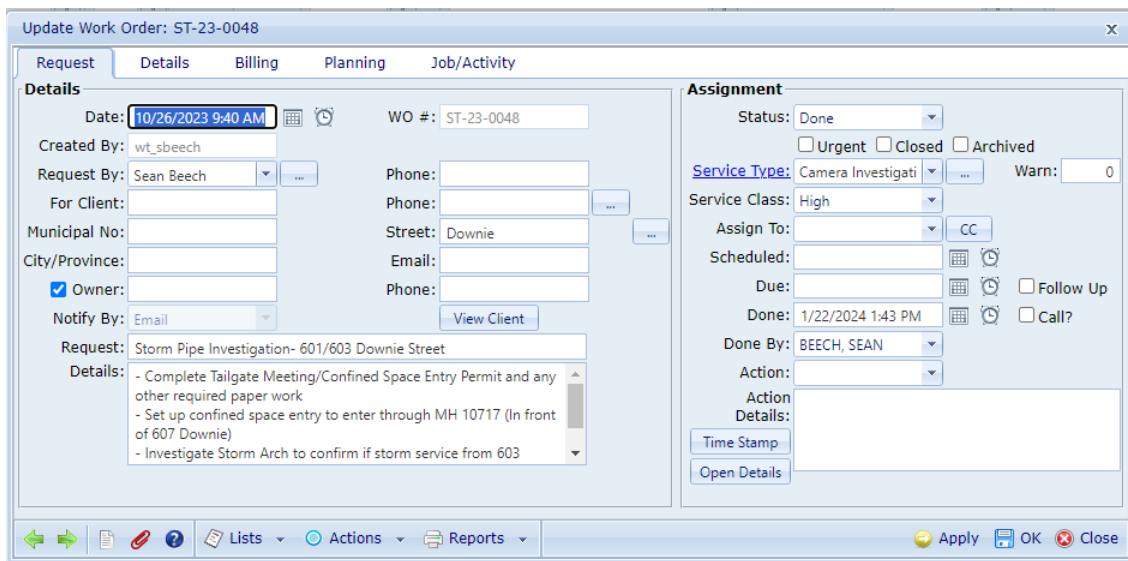 Update Work Order: ST-23-0048
x
Request Details Billing Planning Job/Activity
Details
Date: 10/26/2023 9:40 AM WO #: ST-23-0048
Created By: wt_sbeech
Request By: Sean Beech ... Phone:
For Client: Phone: ...
Municipal No: Street: Downie ...
City/Province: Email:
Owner: Phone:
Notify By: Email View Client
Request: Storm Pipe Investigation- 601/603 Downie Street
Details: - Complete Tailgate Meeting/Confined Space Entry Permit and any
other required paper work
- Set up confined space entry to enter through MH 10717 (In front
of 607 Downie)
- Investigate Storm Arch to confirm if storm service from 603
Assignment
Status: Done
Urgent Closed Archived
Service Type: Camera Investigati ... Warn: 0
Service Class: High
Assign To: CC
Scheduled:
Due: Follow Up
Done: 1/22/2024 1:43 PM Call?
Done By: BEECH, SEAN
Action:
Action
Details:
Time Stamp
Open Details
? Lists Actions Reports Apply OK Close